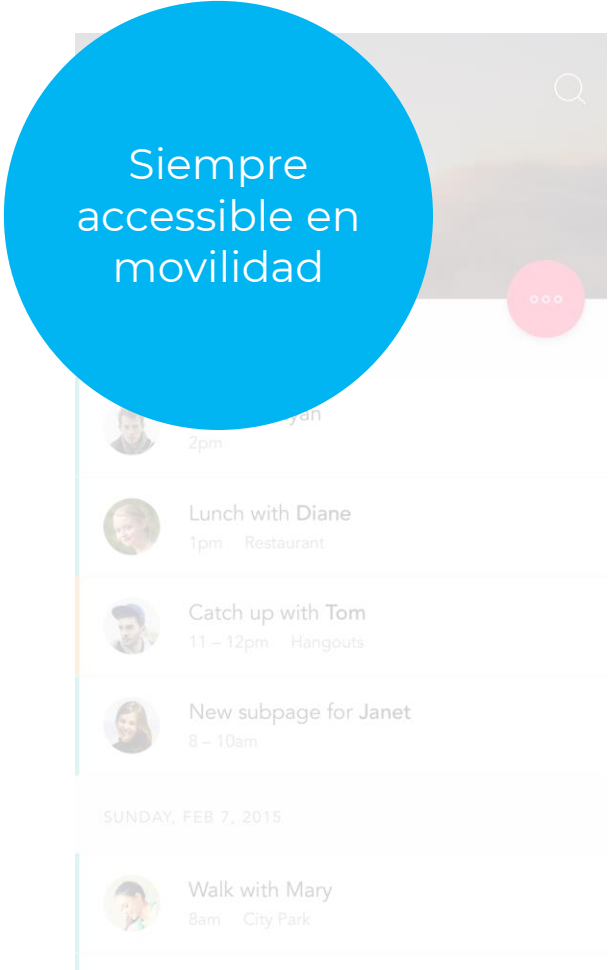 Siempre
accessible en
movilidad
yan
2pm
Lunch with Diane
1pm Restaurant
Catch up with Tom
11 – 12pm Hangouts
New subpage for Janet
8 – 10am
SUNDAY, FEB 7, 2015
Walk with Mary
8am City Park